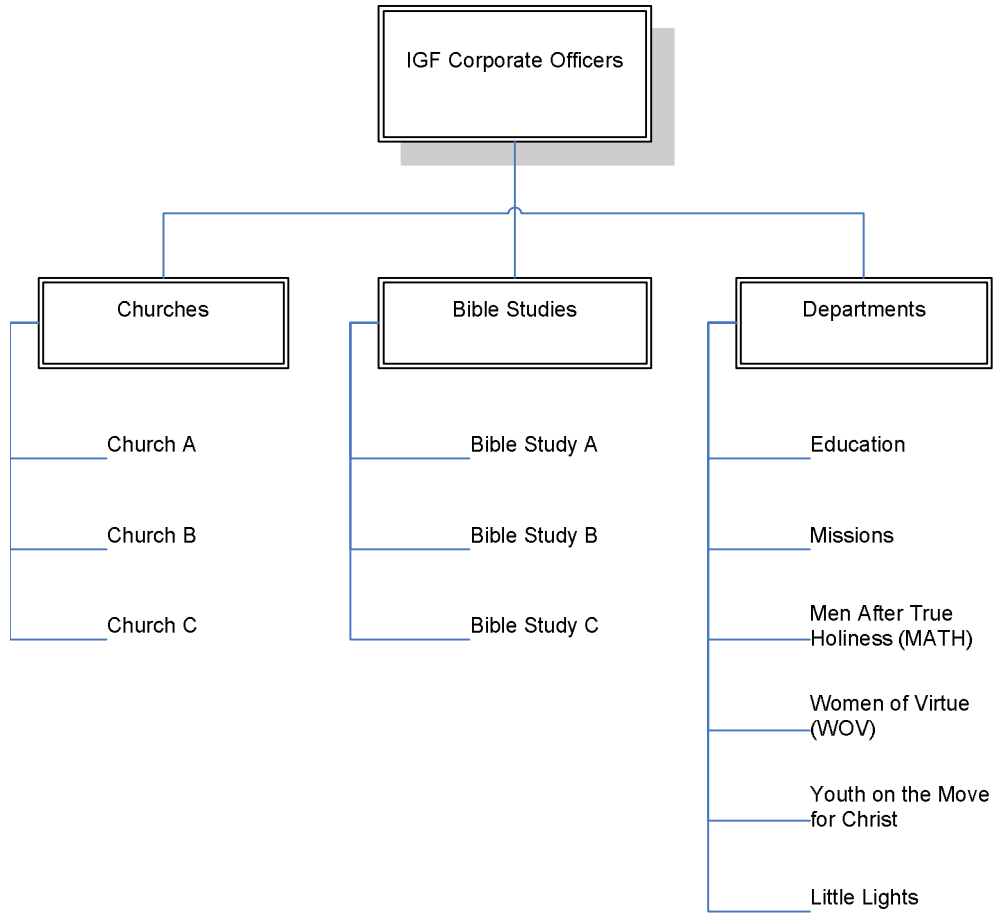 IGF Corporate Officers
Churches
Bible Studies
Departments
Church A
Church B
Church C
Bible Study A
Bible Study B
Bible Study C
Education
Missions
Men After True
Holiness (MATH)
Women of Virtue
(WOV)
Youth on the Move
for Christ
Little Lights